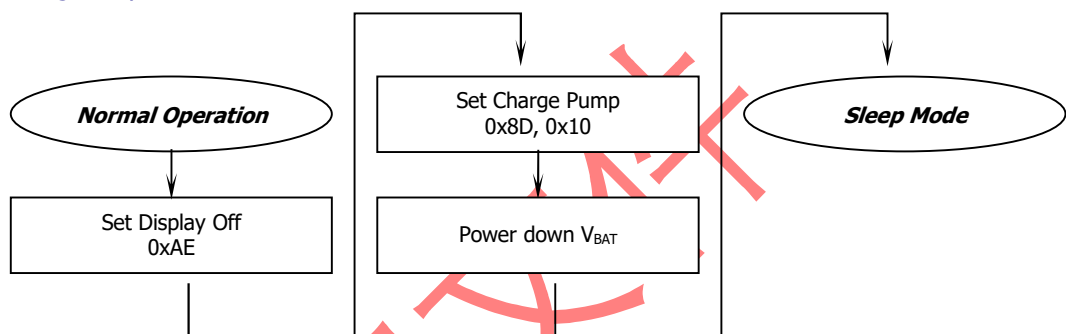 Normal Operation
Set Display Off
0xAE
Set Charge Pump
0x8D, 0x10
Power down VBAT
Sleep Mode